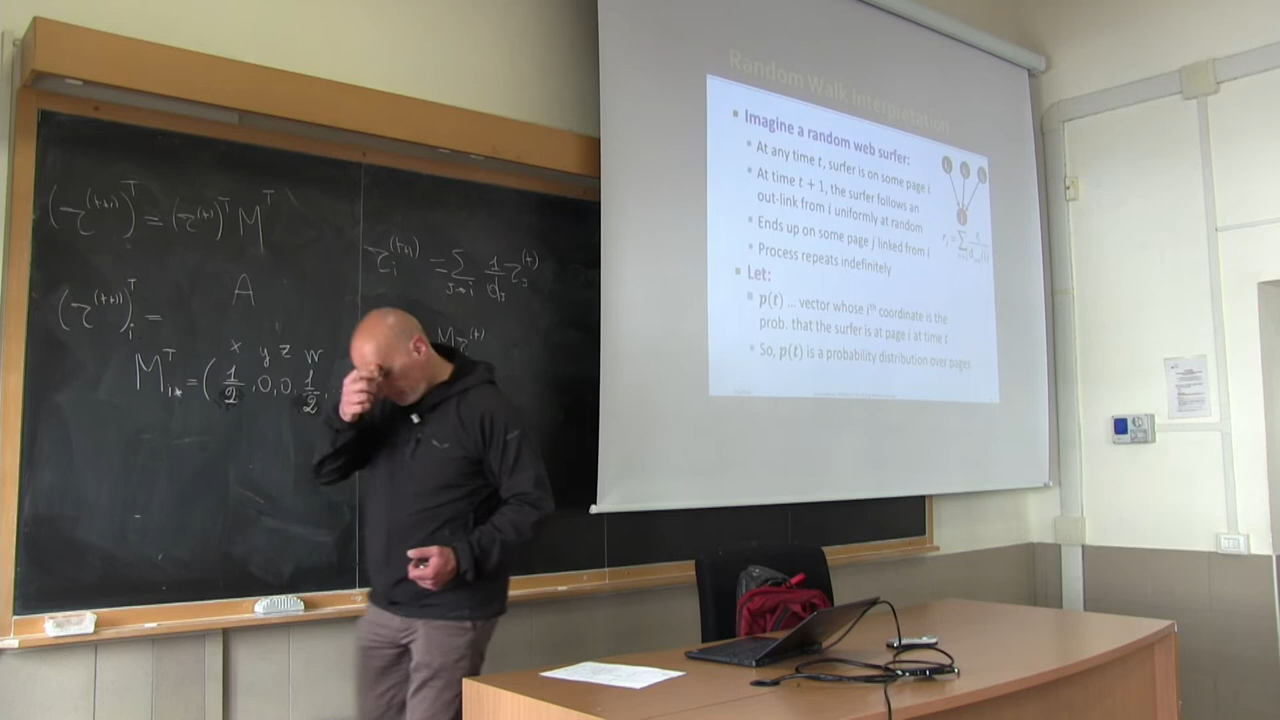 (r^(t+1))^T = (r^(t))^T M^T
A
(r^(t+1))^T_i =
x y z w
M^T_i* = ( 1/2 , 0, 0, 1/2 ,
r_i^(t+1) = Σ_{j→i} 1/d_j r_j^(t)
M r^(t)
Random Walk Interpretation
▪ Imagine a random web surfer:
▪ At any time t, surfer is on some page i
▪ At time t + 1, the surfer follows an
out-link from i uniformly at random
▪ Ends up on some page j linked from i
▪ Process repeats indefinitely
▪ Let:
▪ p(t) … vector whose i^th coordinate is the
prob. that the surfer is at page i at time t
▪ So, p(t) is a probability distribution over pages